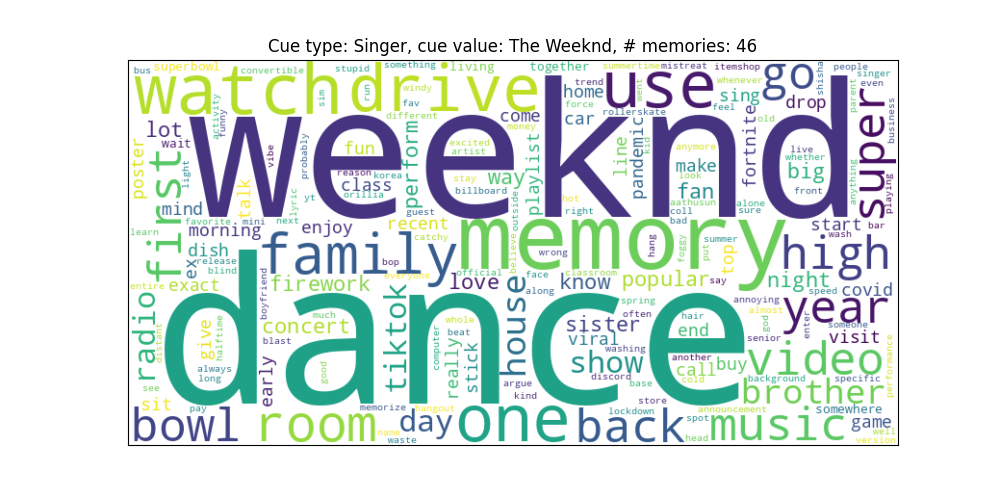 Cue type: Singer, cue value: The Weeknd, # memories: 46
bus superbowl convertible stupid something living together summertime mistreat itemshop people
watch drive use go whenever trend home shisha singer even
windy run sim fav force rollerskate went feel sing drop parent
activity funny different come car money fortnite old business
lot wait weeknd super
poster light vibe probably fun perform excited artist line pandemic kid anymore make look live whether big
first talk reason korea class stay way playlist hot fan front anything
mind orillia billboard aathusun alone playing
favorite mini lyric yt guest outside right coll sure
learn morning next enjoy recent memory bad start bar
dish ex release family catchy believe wrong hang foggy put summer top high wash
blind bop everyone official face classroom say
entire exact firework love along know popular night speed covid
radio distant boyfriend tiktok house spring often hair annoying almost year
give halftime much concert whole beat sister viral end god someone enter
dance blast computer really stick washing show another senior visit
see always long early good argue kind discord base call cold buy video background specific performance
sit pay memorize hangout store brother
bowl room name waste day one lockdown back spot head announcement music somewhere game well version